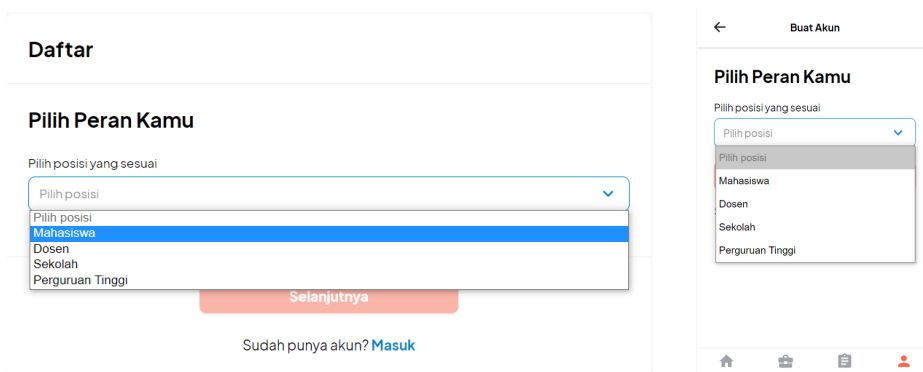 Daftar
Pilih Peran Kamu
Pilih posisi yang sesuai
Pilih posisi
Pilih posisi
Mahasiswa
Dosen
Sekolah
Perguruan Tinggi
Selanjutnya
Sudah punya akun? Masuk
Buat Akun
Pilih Peran Kamu
Pilih posisi yang sesuai
Pilih posisi
Pilih posisi
Mahasiswa
Dosen
Sekolah
Perguruan Tinggi